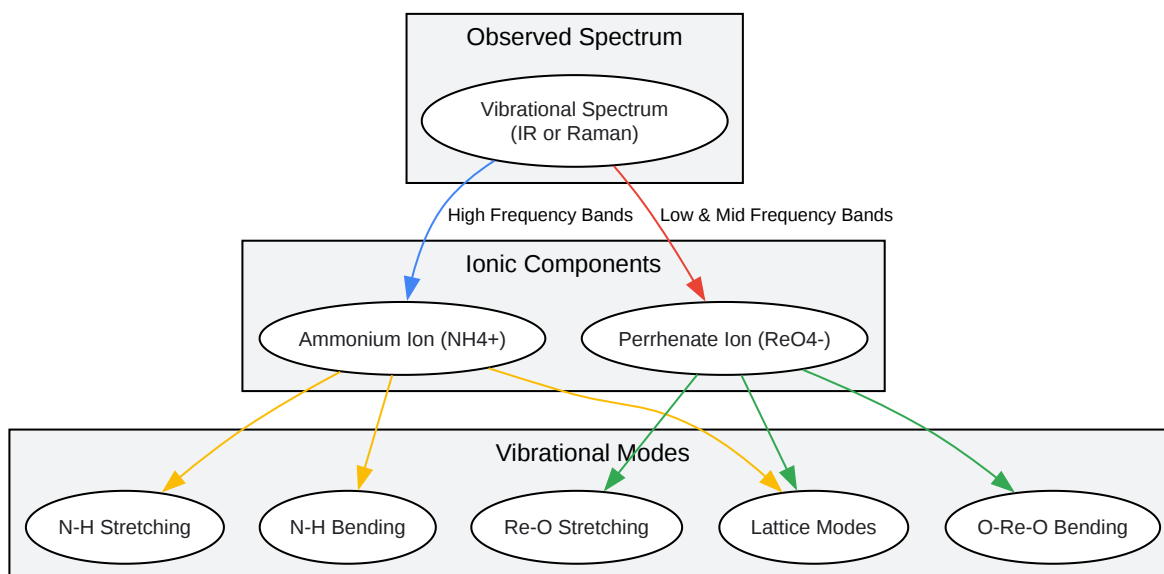 Observed Spectrum
Vibrational Spectrum
(IR or Raman)
High Frequency Bands
Low & Mid Frequency Bands
Ionic Components
Ammonium Ion (NH4+)
Perrhenate Ion (ReO4-)
Vibrational Modes
N-H Stretching
N-H Bending
Re-O Stretching
Lattice Modes
O-Re-O Bending